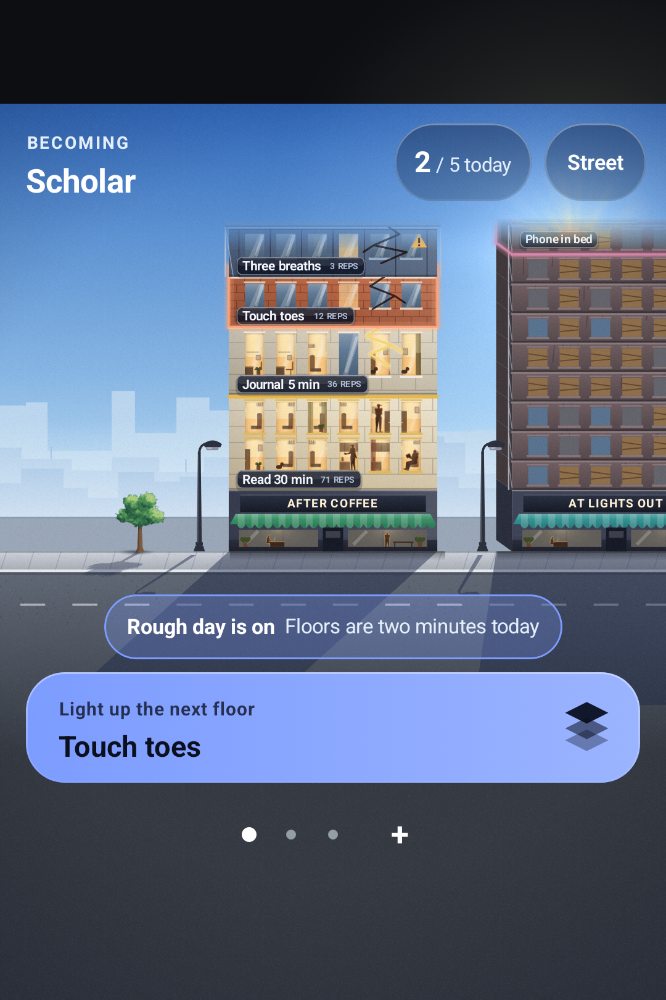 BECOMING
Scholar
2 / 5 today
Street
Phone in bed
Three breaths 3 REPS
Touch toes 12 REPS
Journal 5 min 36 REPS
Read 30 min 71 REPS
AFTER COFFEE
AT LIGHTS OUT
Rough day is on Floors are two minutes today
Light up the next floor
Touch toes